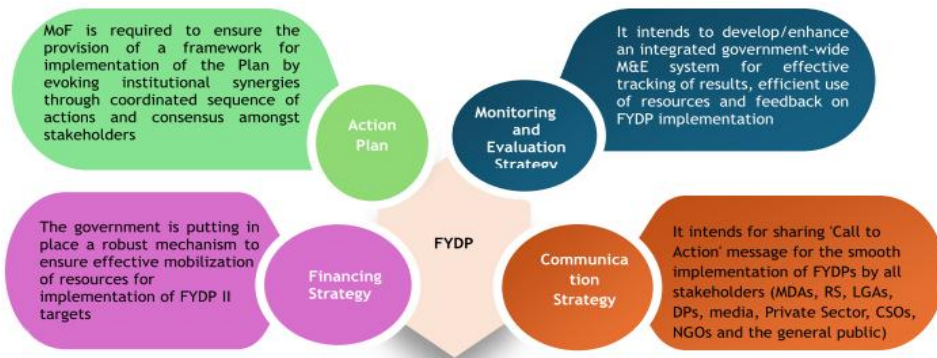 MoF is required to ensure the
provision of a framework for
implementation of the Plan by
evoking institutional synergies
through coordinated sequence of
actions and consensus amongst
stakeholders
Action
Plan
It intends to develop/enhance
an integrated government-wide
M&E system for effective
tracking of results, efficient
use of resources and feedback on
FYDP implementation
Monitoring
and
Evaluation
Strategy
FYDP
The government is putting in
place a robust mechanism to
ensure effective mobilization
of resources for
implementation of FYDP II
targets
Financing
Strategy
Communica
tion
Strategy
It intends for sharing 'Call to
Action' message for the smooth
implementation of FYDPs by all
stakeholders (MDAs, RS, LGAs,
DPs, media, Private Sector, CSOs,
NGOs and the general public)